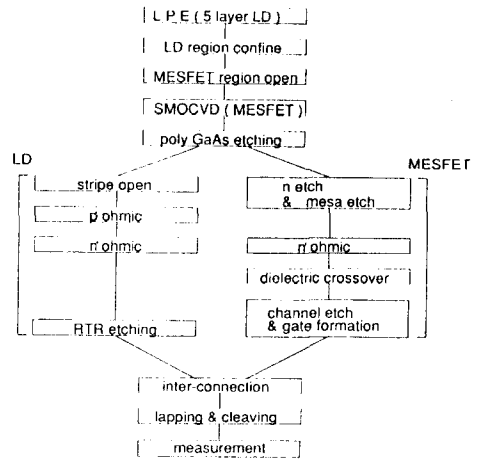 L P E ( 5 layer LD )
LD region confine
MESFET region open
SMOCVD ( MESFET )
poly GaAs etching
LD
stripe open
p ohmic
n ohmic
RTR etching
MESFET
n etch
& mesa etch
n ohmic
dielectric crossover
channel etch
& gate formation
inter-connection
lapping & cleaving
measurement